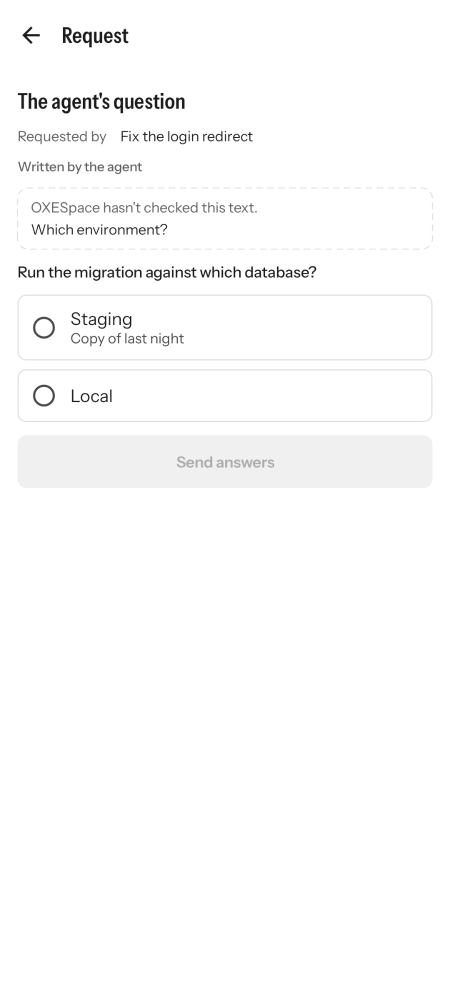 Request
The agent's question
Requested by Fix the login redirect
Written by the agent
OXESpace hasn't checked this text.
Which environment?
Run the migration against which database?
Staging
Copy of last night
Local
Send answers